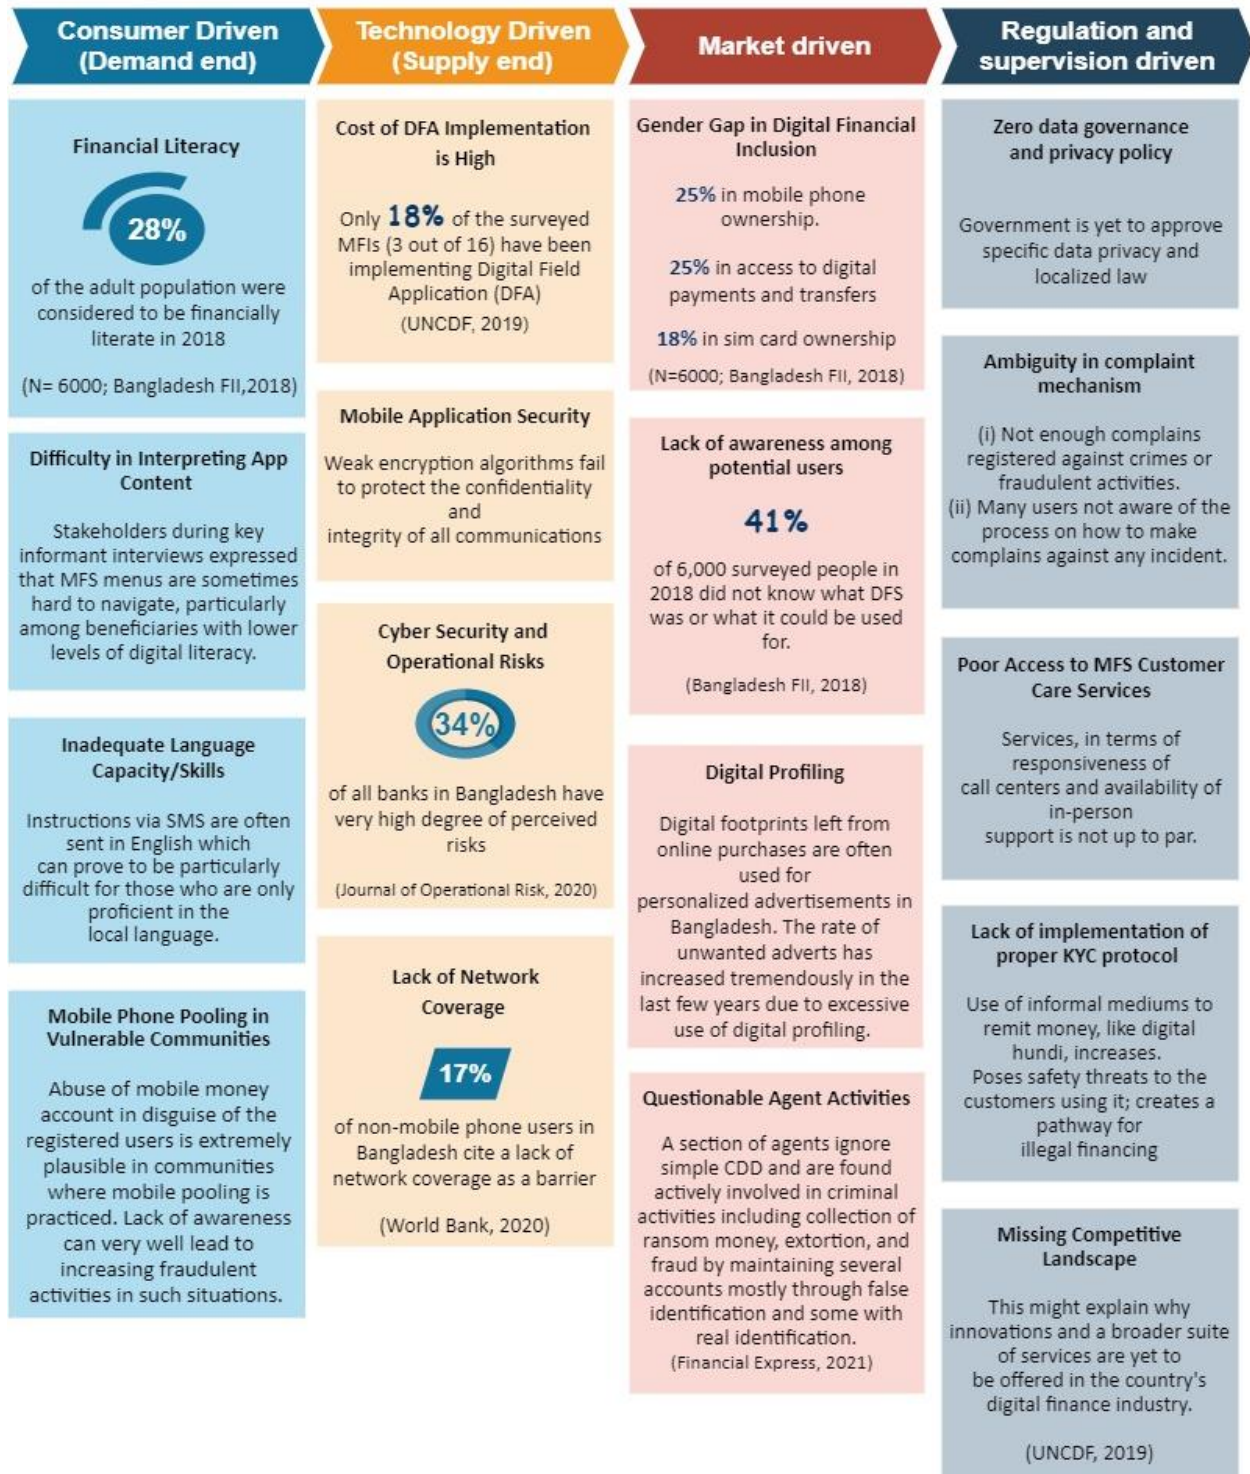 Consumer Driven
(Demand end)
Technology Driven
(Supply end)
Market driven
Regulation and
supervision driven
Financial Literacy
28%
of the adult population were
considered to be financially
literate in 2018
(N= 6000; Bangladesh FII,2018)
Difficulty in Interpreting App
Content
Stakeholders during key
informant interviews expressed
that MFS menus are sometimes
hard to navigate, particularly
among beneficiaries with lower
levels of digital literacy.
Inadequate Language
Capacity/Skills
Instructions via SMS are often
sent in English which
can prove to be particularly
difficult for those who are only
proficient in the
local language.
Mobile Phone Pooling in
Vulnerable Communities
Abuse of mobile money
account in disguise of the
registered users is extremely
plausible in communities
where mobile pooling is
practiced. Lack of awareness
can very well lead to
increasing fraudulent
activities in such situations.
Cost of DFA Implementation
is High
Only 18% of the surveyed
MFIs (3 out of 16) have been
implementing Digital Field
Application (DFA)
(UNCDF, 2019)
Mobile Application Security
Weak encryption algorithms fail
to protect the confidentiality
and
integrity of all communications
Cyber Security and
Operational Risks
34%
of all banks in Bangladesh have
very high degree of perceived
risks
(Journal of Operational Risk, 2020)
Lack of Network
Coverage
17%
of non-mobile phone users in
Bangladesh cite a lack of
network coverage as a barrier
(World Bank, 2020)
Gender Gap in Digital Financial
Inclusion
25% in mobile phone
ownership.
25% in access to digital
payments and transfers
18% in sim card ownership
(N=6000; Bangladesh FII, 2018)
Lack of awareness among
potential users
41%
of 6,000 surveyed people in
2018 did not know what DFS
was or what it could be used
for.
(Bangladesh FII, 2018)
Digital Profiling
Digital footprints left from
online purchases are often
used for
personalized advertisements in
Bangladesh. The rate of
unwanted adverts has
increased tremendously in the
last few years due to excessive
use of digital profiling.
Questionable Agent Activities
A section of agents ignore
simple CDD and are found
actively involved in criminal
activities including collection of
ransom money, extortion, and
fraud by maintaining several
accounts mostly through false
identification and some with
real identification.
(Financial Express, 2021)
Zero data governance
and privacy policy
Government is yet to approve
specific data privacy and
localized law
Ambiguity in complaint
mechanism
(i) Not enough complains
registered against crimes or
fraudulent activities.
(ii) Many users not aware of the
process on how to make
complains against any incident.
Poor Access to MFS Customer
Care Services
Services, in terms of
responsiveness of
call centers and availability of
in-person
support is not up to par.
Lack of implementation of
proper KYC protocol
Use of informal mediums to
remit money, like digital
hundi, increases.
Poses safety threats to the
customers using it; creates a
pathway for
illegal financing
Missing Competitive
Landscape
This might explain why
innovations and a broader suite
of services are yet to
be offered in the country's
digital finance industry.
(UNCDF, 2019)